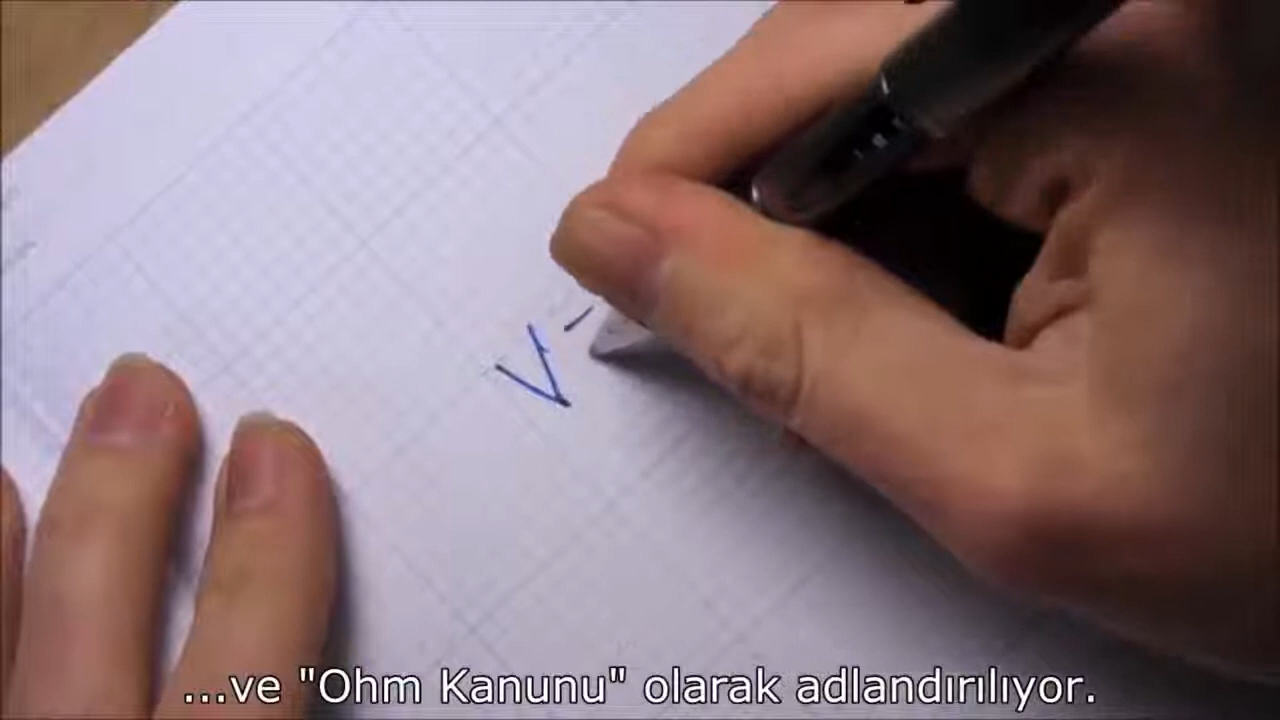 V -
...ve "Ohm Kanunu" olarak adlandırılıyor.